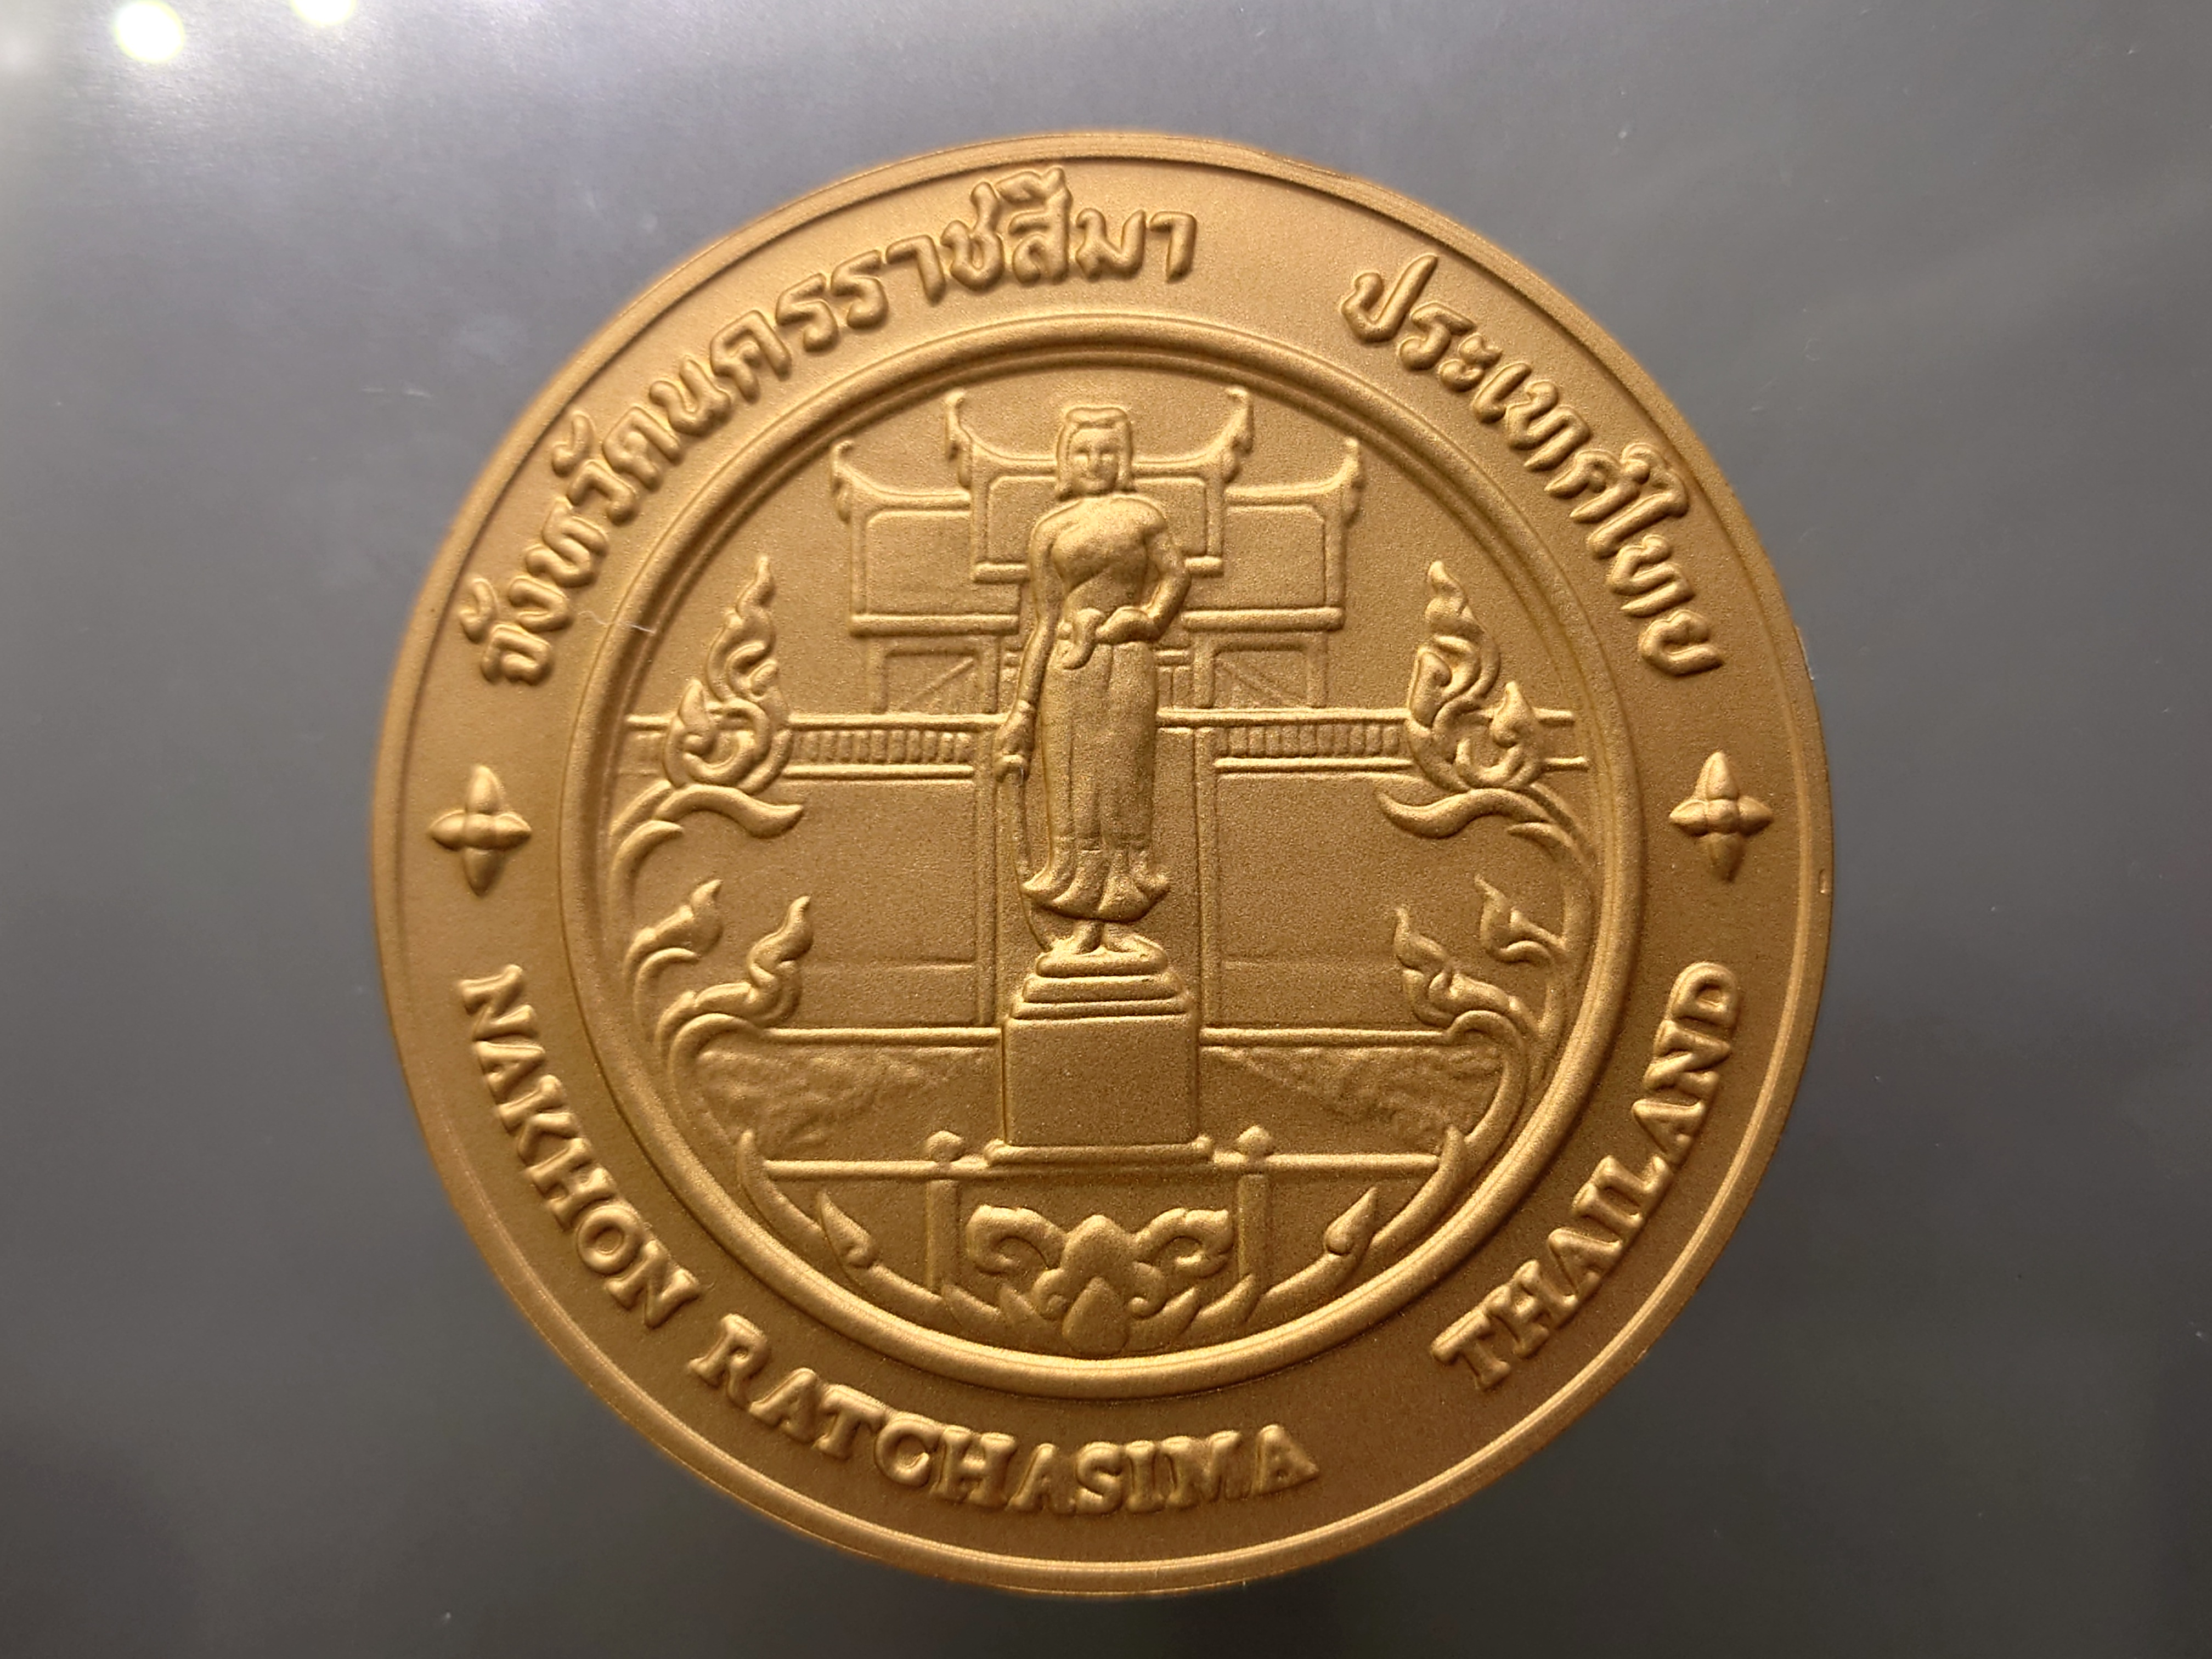 จังหวัดนครราชสีมา ประเทศไทย
NAKHON RATCHASIMA THAILAND